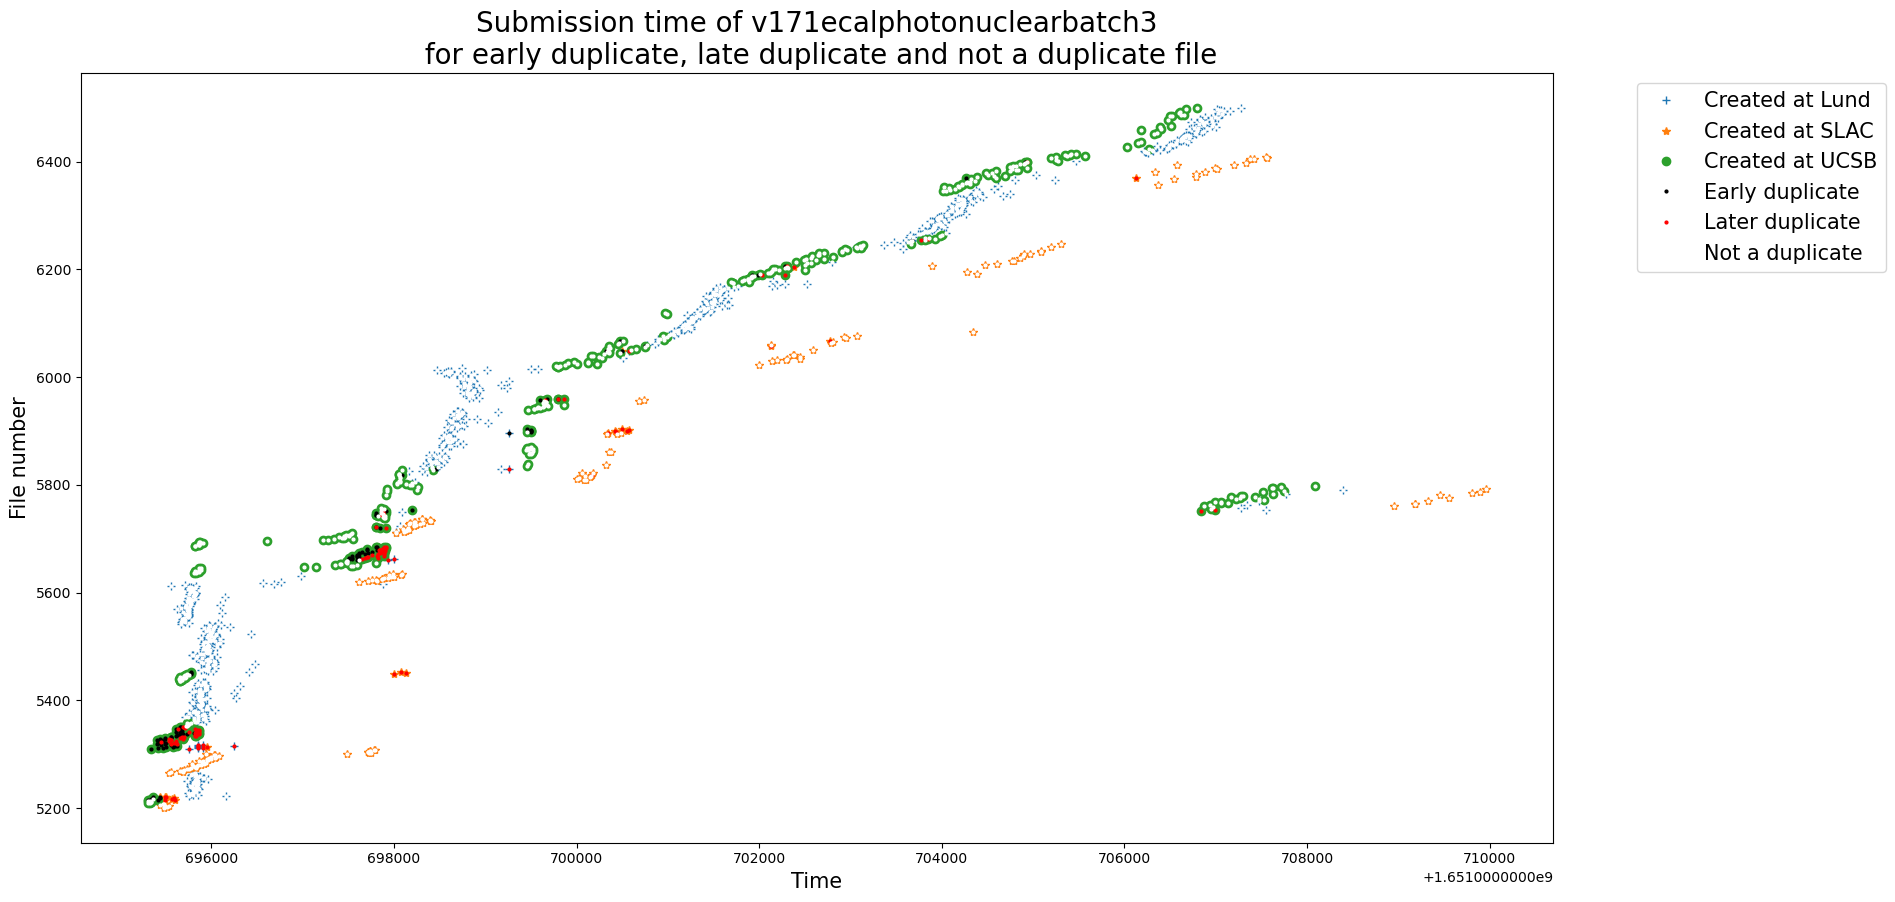 Submission time of v171ecalphotonuclearbatch3
for early duplicate, late duplicate and not a duplicate file
Created at Lund
Created at SLAC
Created at UCSB
Early duplicate
Later duplicate
Not a duplicate
File number
6400
6200
6000
5800
5600
5400
5200
696000 698000 700000 702000 704000 706000 708000 710000
Time
+1.6510000000e9